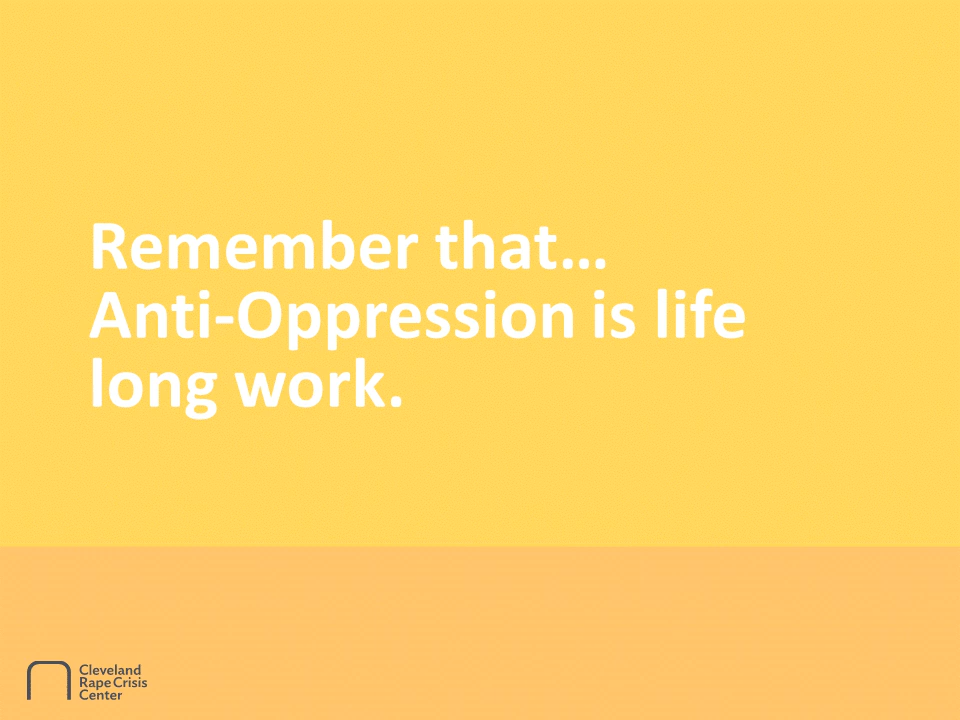 Remember that…
Anti-Oppression is life
long work.
Cleveland
Rape Crisis
Center